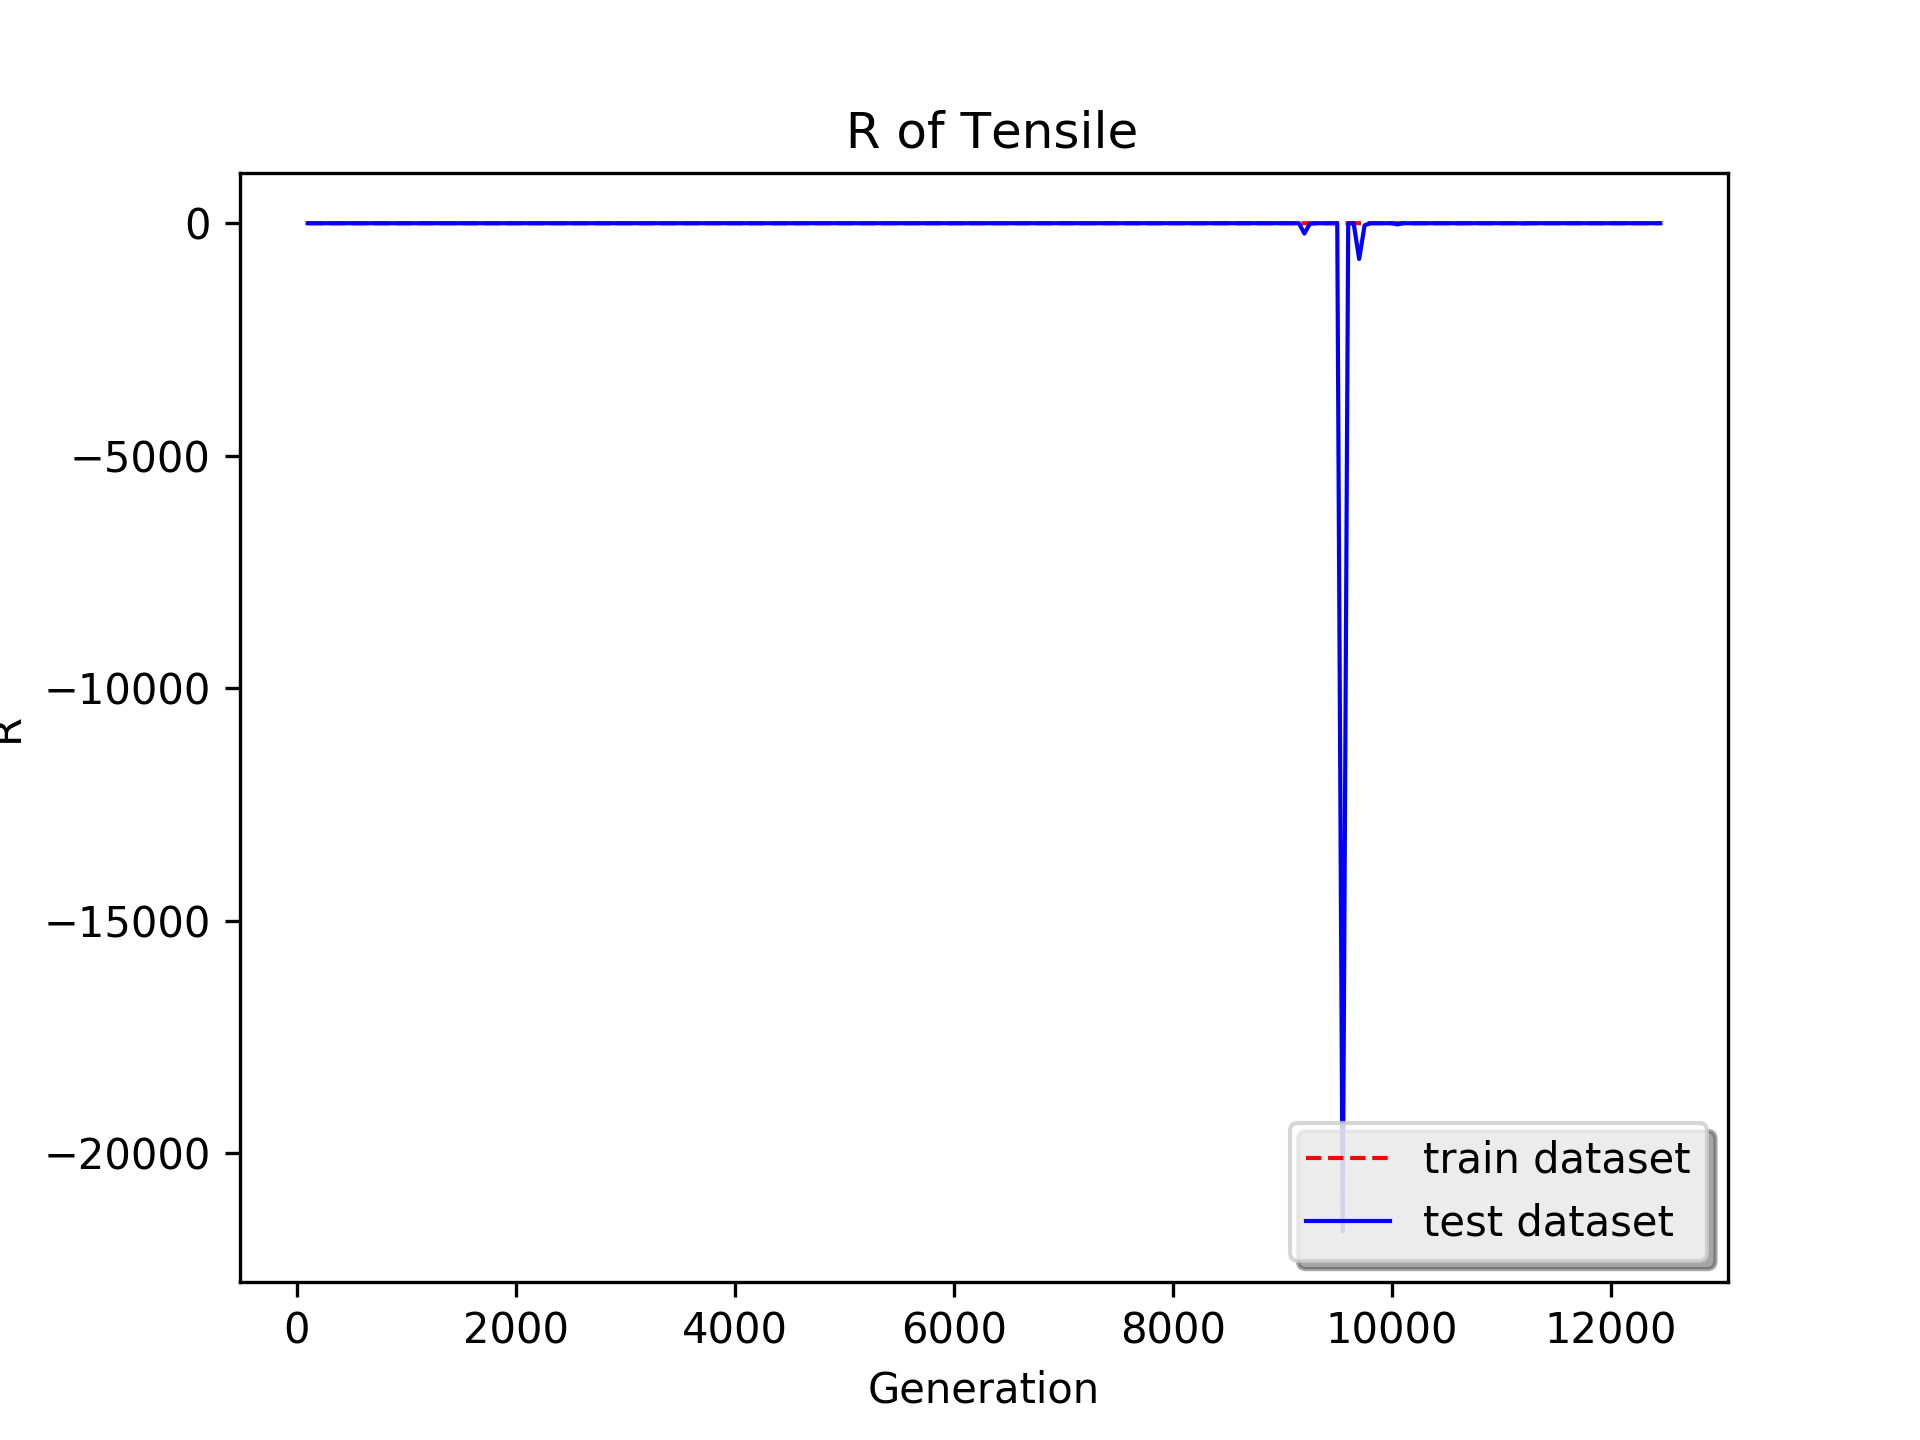 R of Tensile
0
−5000
−10000
−15000
−20000
R
train dataset
test dataset
0 2000 4000 6000 8000 10000 12000
Generation